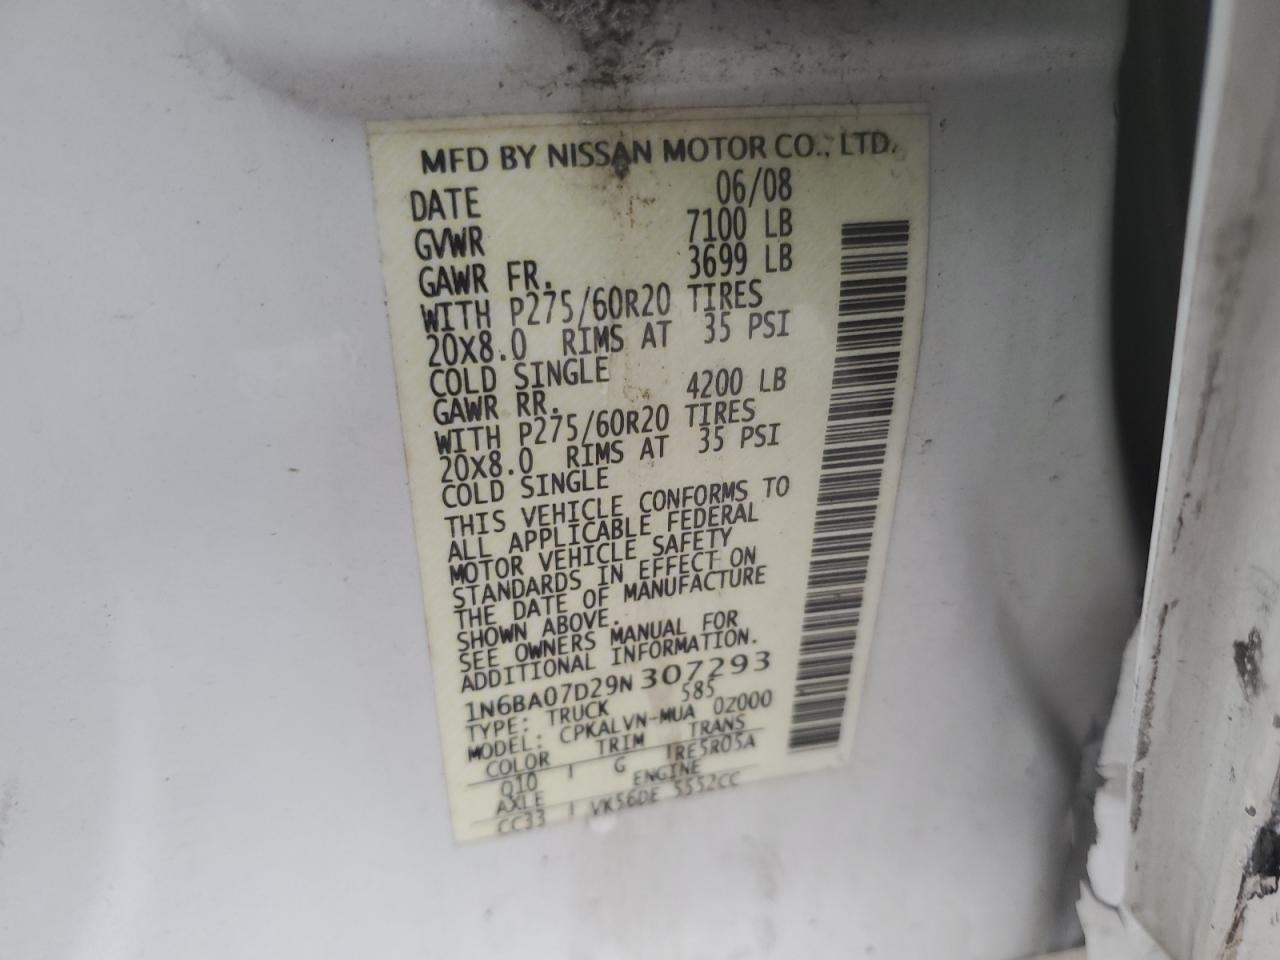 MFD BY NISSAN MOTOR CO., LTD.
DATE 06/08
GVWR 7100 LB
GAWR FR. 3699 LB
WITH P275/60R20 TIRES
20X8.0 RIMS AT 35 PSI
COLD SINGLE
GAWR RR. 4200 LB
WITH P275/60R20 TIRES
20X8.0 RIMS AT 35 PSI
COLD SINGLE
THIS VEHICLE CONFORMS TO
ALL APPLICABLE FEDERAL
MOTOR VEHICLE SAFETY
STANDARDS IN EFFECT ON
THE DATE OF MANUFACTURE
SHOWN ABOVE.
SEE OWNERS MANUAL FOR
ADDITIONAL INFORMATION.
1N6BA07D29N 307293
TYPE: TRUCK 585
MODEL: CPKALVN-MUA 0Z000
COLOR TRIM TRANS
Q10 G RE5R05A
AXLE ENGINE
CC33 VK56DE 5552CC